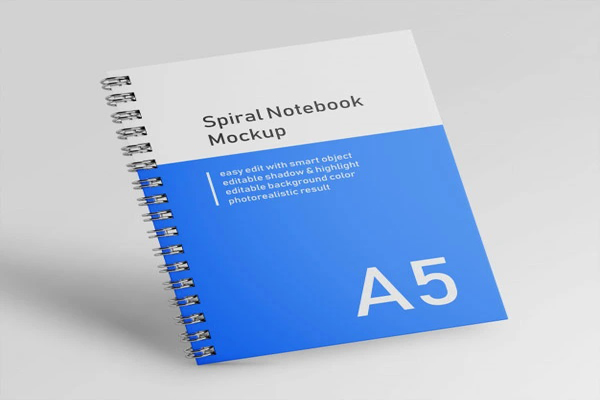 Spiral Notebook
Mockup
easy edit with smart object
editable shadow & highlight
editable background color
photorealistic result
A5